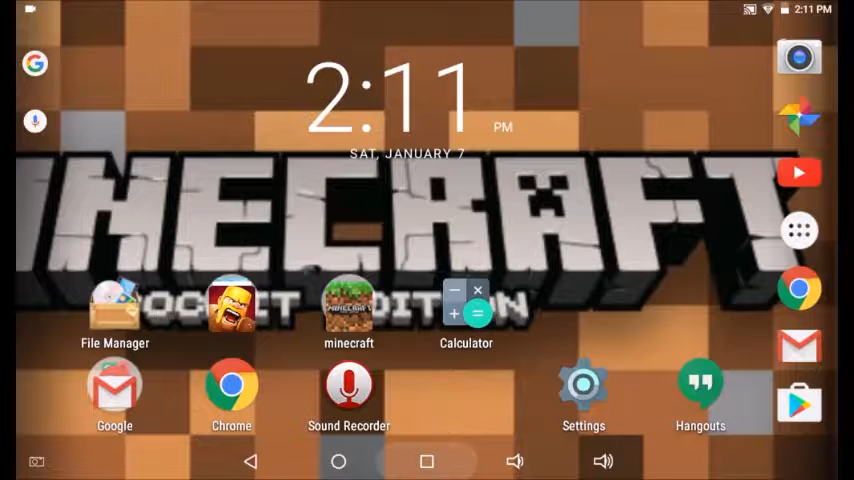 2:11 PM
2:11 PM
SAT, JANUARY 7
MINECRAFT
POCKET EDITION
File Manager
minecraft
Calculator
Google
Chrome
Sound Recorder
Settings
Hangouts